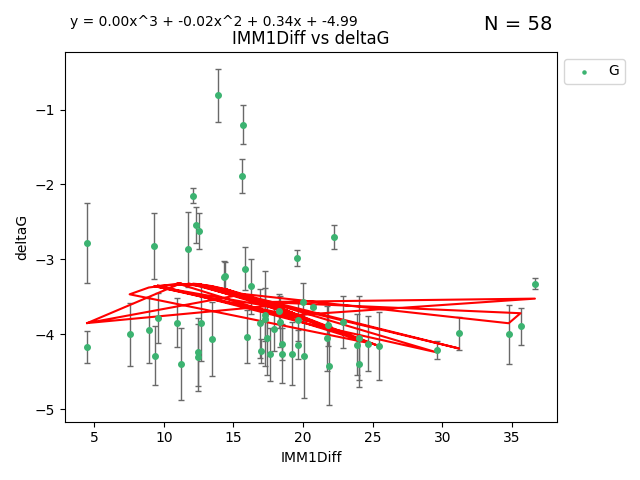 y = 0.00x^3 + -0.02x^2 + 0.34x + -4.99
N = 58
IMM1Diff vs deltaG
G
deltaG
−1
−2
−3
−4
−5
5 10 15 20 25 30 35
IMM1Diff